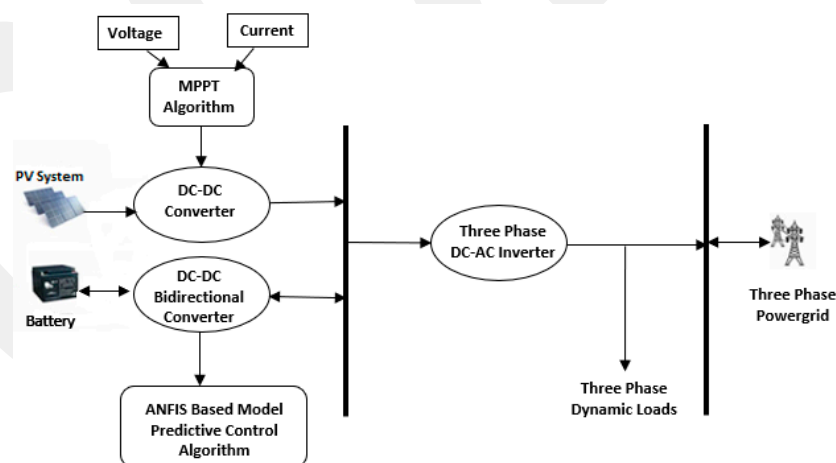 Voltage
Current
MPPT
Algorithm
PV System
DC-DC
Converter
DC-DC
Bidirectional
Converter
Battery
ANFIS Based Model
Predictive Control
Algorithm
Three Phase
DC-AC Inverter
Three Phase
Dynamic Loads
Three Phase
Powergrid